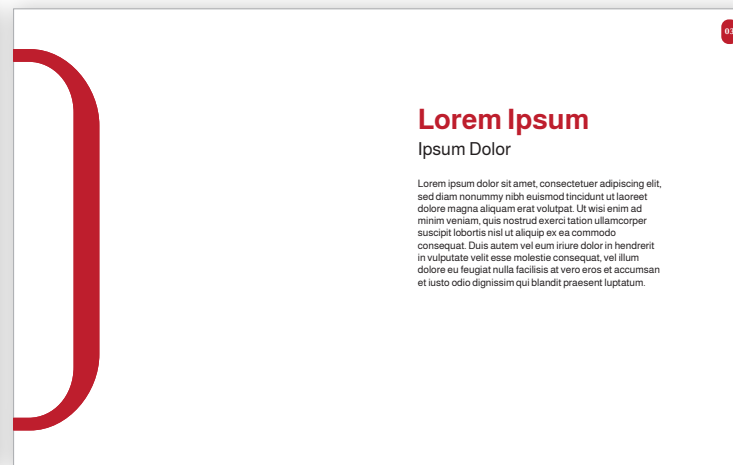 03
Lorem Ipsum
Ipsum Dolor
Lorem ipsum dolor sit amet, consectetuer adipiscing elit,
sed diam nonummy nibh euismod tincidunt ut laoreet
dolore magna aliquam erat volutpat. Ut wisi enim ad
minim veniam, quis nostrud exerci tation ullamcorper
suscipit lobortis nisl ut aliquip ex ea commodo
consequat. Duis autem vel eum iriure dolor in hendrerit
in vulputate velit esse molestie consequat, vel illum
dolore eu feugiat nulla facilisis at vero eros et accumsan
et iusto odio dignissim qui blandit praesent luptatum.